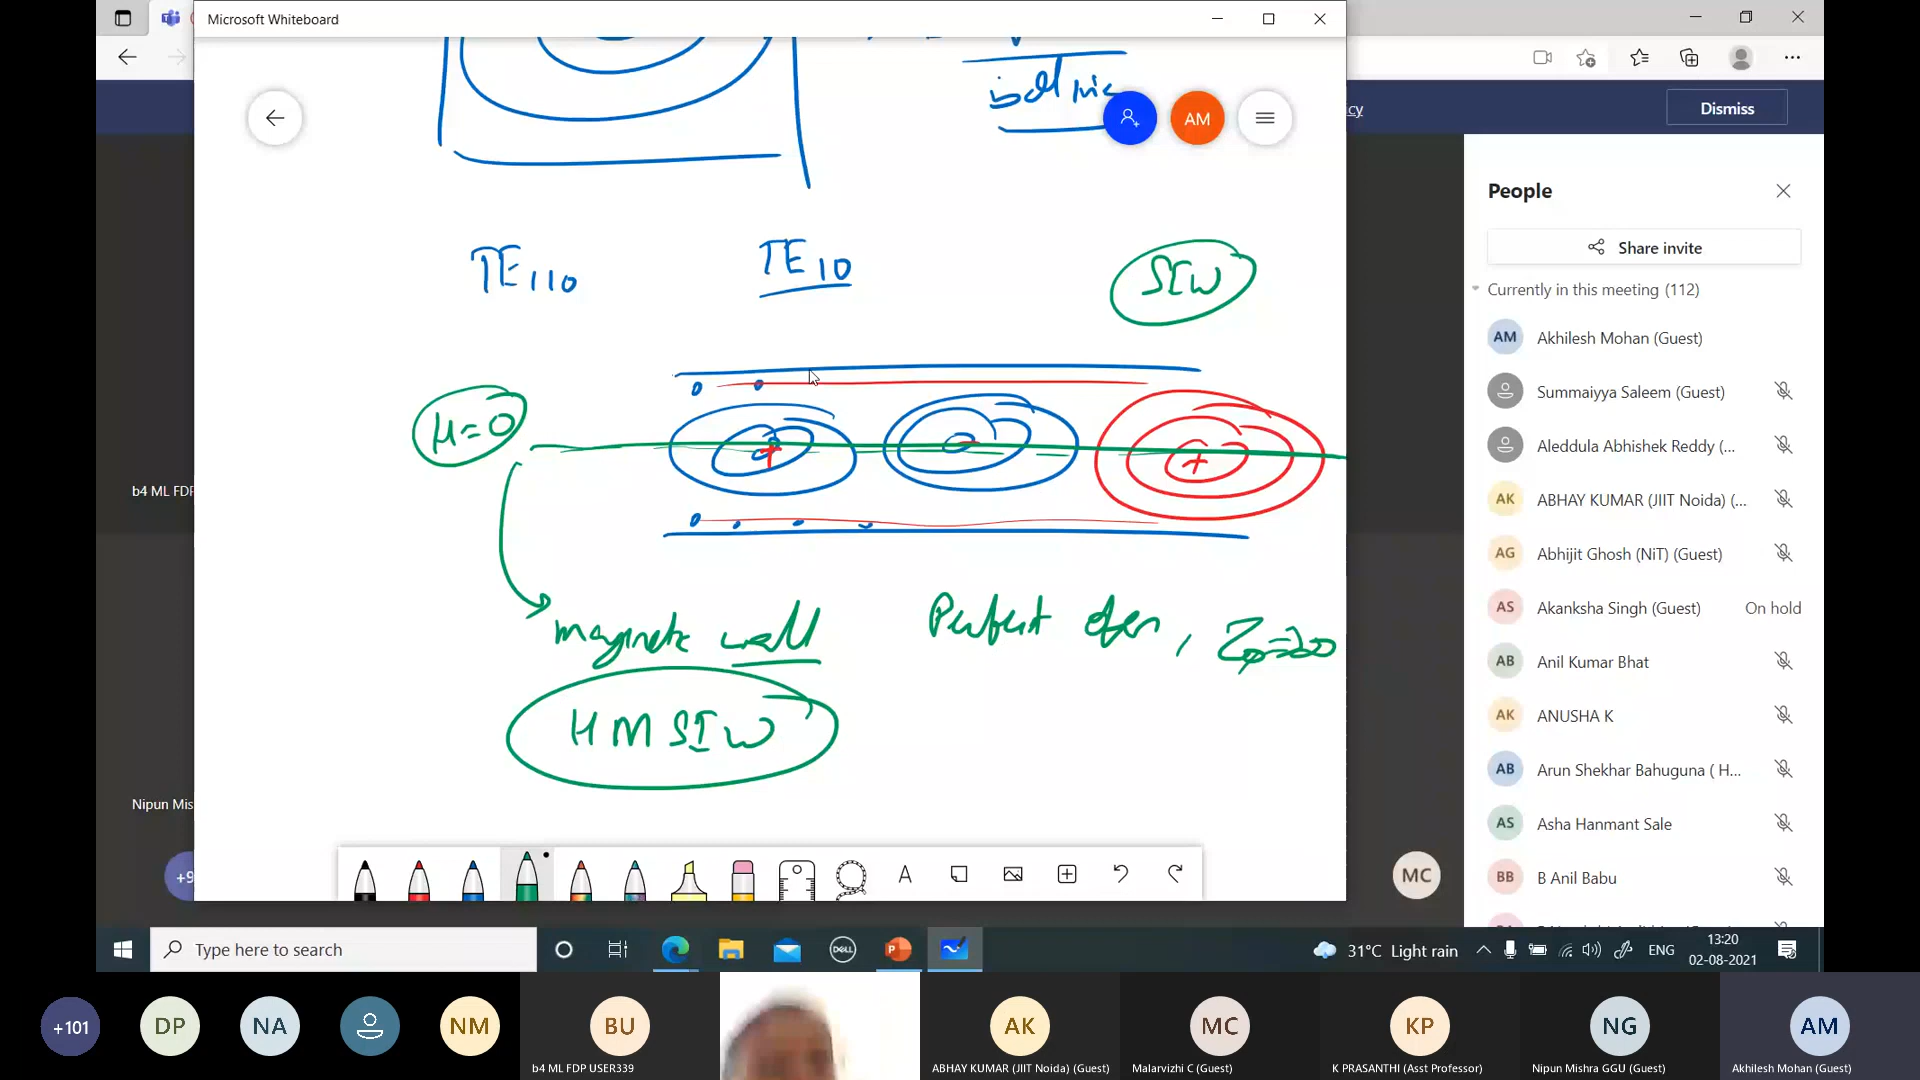 Microsoft Whiteboard
AM
cy
Dismiss
People
TE110
TE10
SIW
Share invite
Currently in this meeting (112)
AM Akhilesh Mohan (Guest)
Summaiyya Saleem (Guest)
+
-
+
Aleddula Abhishek Reddy (...
b4 ML FDP
AK ABHAY KUMAR (JIIT Noida) (...
AG Abhijit Ghosh (NiT) (Guest)
AS Akanksha Singh (Guest) On hold
magnetic wall
Perfect open,
AB Anil Kumar Bhat
HMSIW
AK ANUSHA K
AB Arun Shekhar Bahuguna ( H...
Nipun Mis
AS Asha Hanmant Sale
+9
A
MC
BB B Anil Babu
Type here to search
DELL
31°C Light rain
ENG
13:20
02-08-2021
+101
DP
NA
NM
BU
AK
MC
KP
NG
AM
b4 ML FDP USER339
ABHAY KUMAR (JIIT Noida) (Guest)
Malarvizhi C (Guest)
K PRASANTHI (Asst Professor)
Nipun Mishra GGU (Guest)
Akhilesh Mohan (Guest)